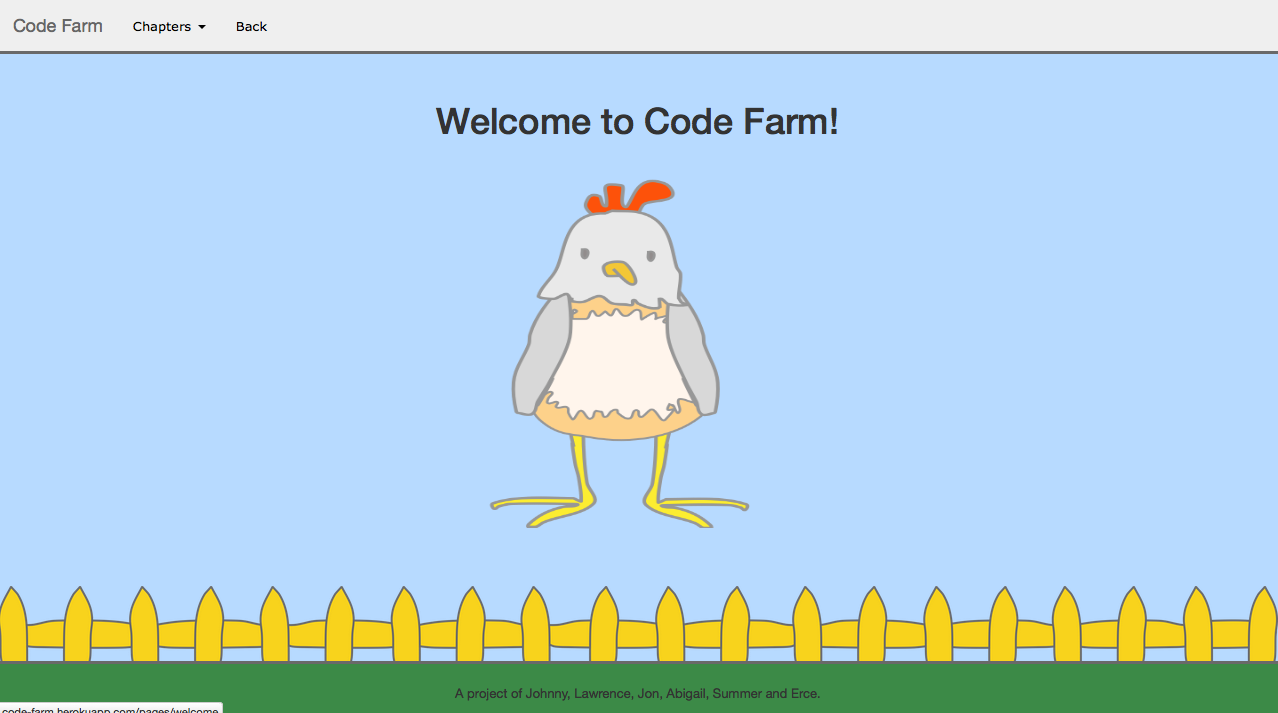 Code Farm Chapters Back
Welcome to Code Farm!
A project of Johnny, Lawrence, Jon, Abigail, Summer and Erce.
code-farm.herokuapp.com/pages/welcome